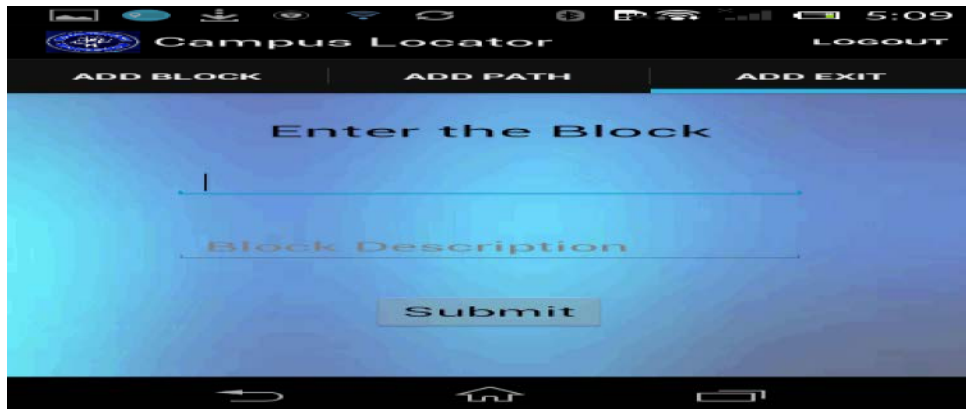 5:09
Campus Locator LOGOUT
ADD BLOCK ADD PATH ADD EXIT
Enter the Block
Block Description
Submit